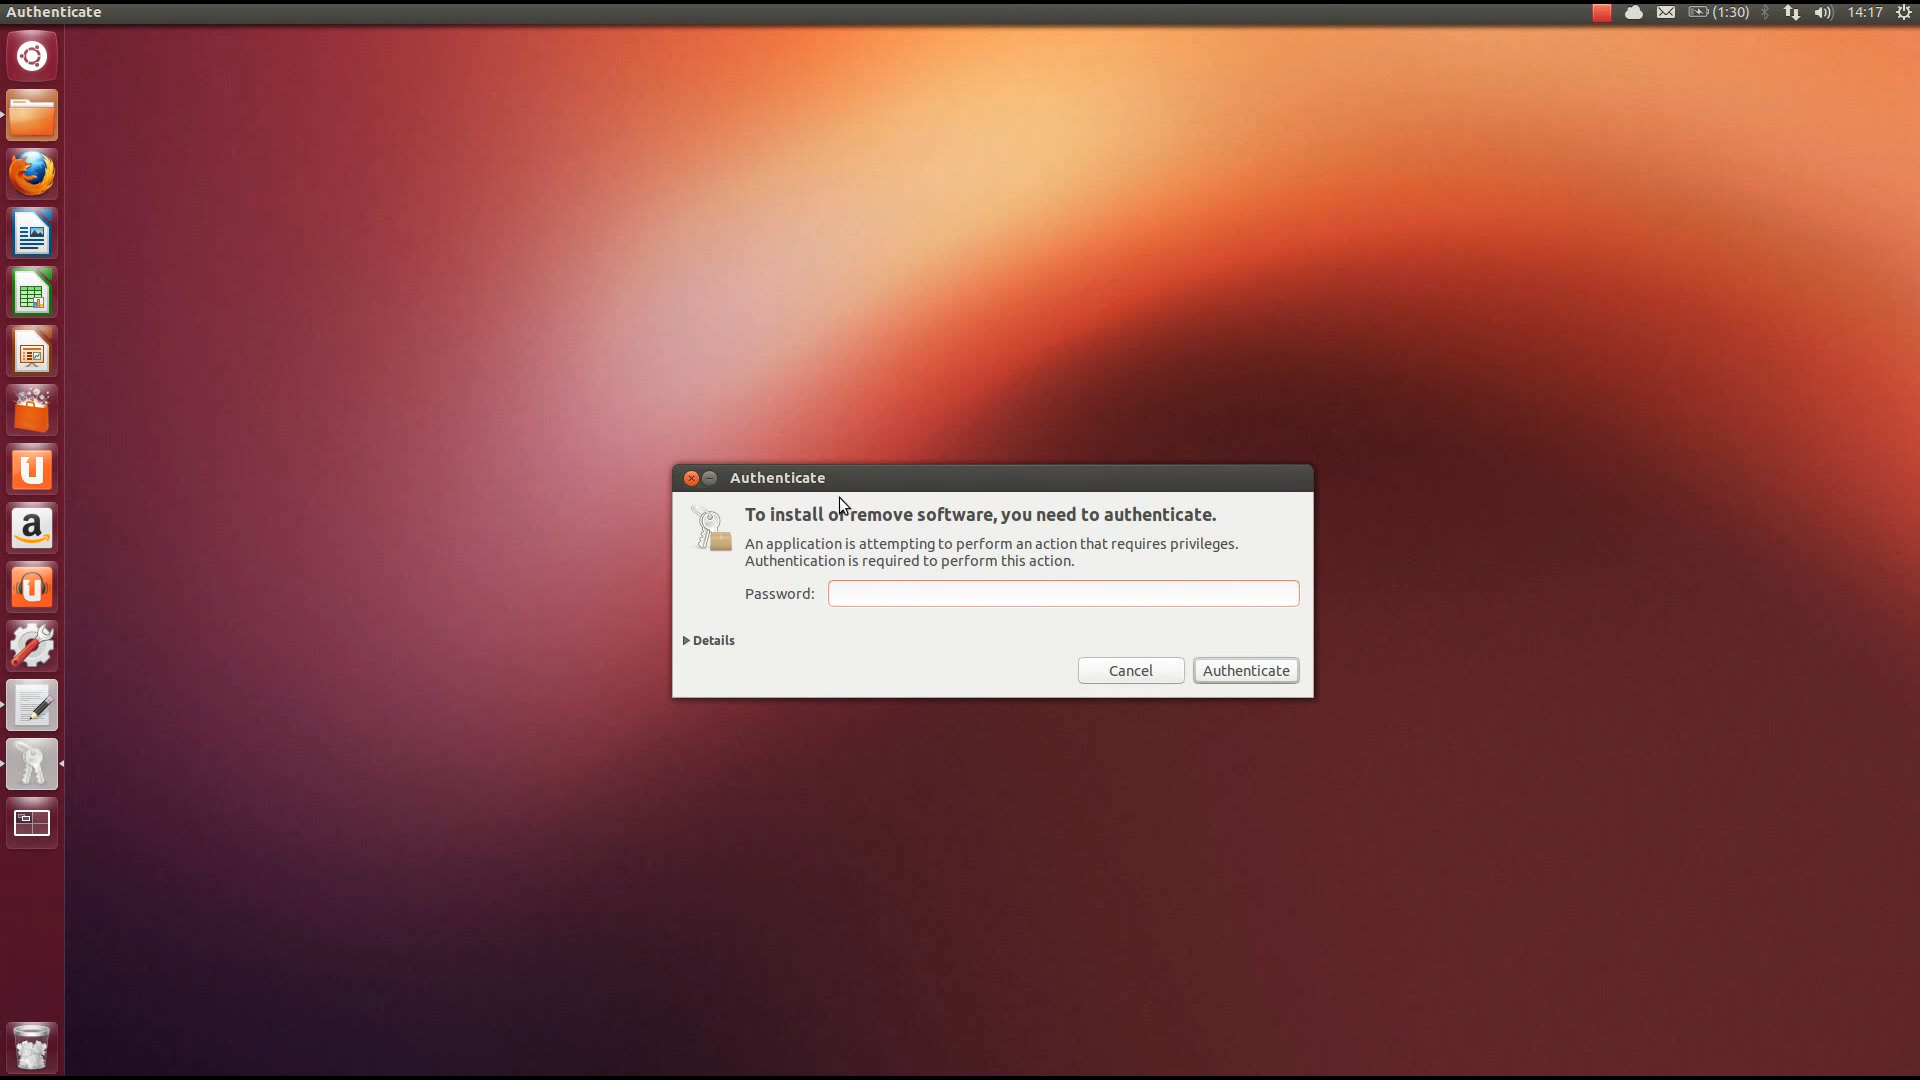 Authenticate
(1:30)
14:17
Authenticate
To install or remove software, you need to authenticate.
An application is attempting to perform an action that requires privileges.
Authentication is required to perform this action.
Password:
Details
Cancel
Authenticate